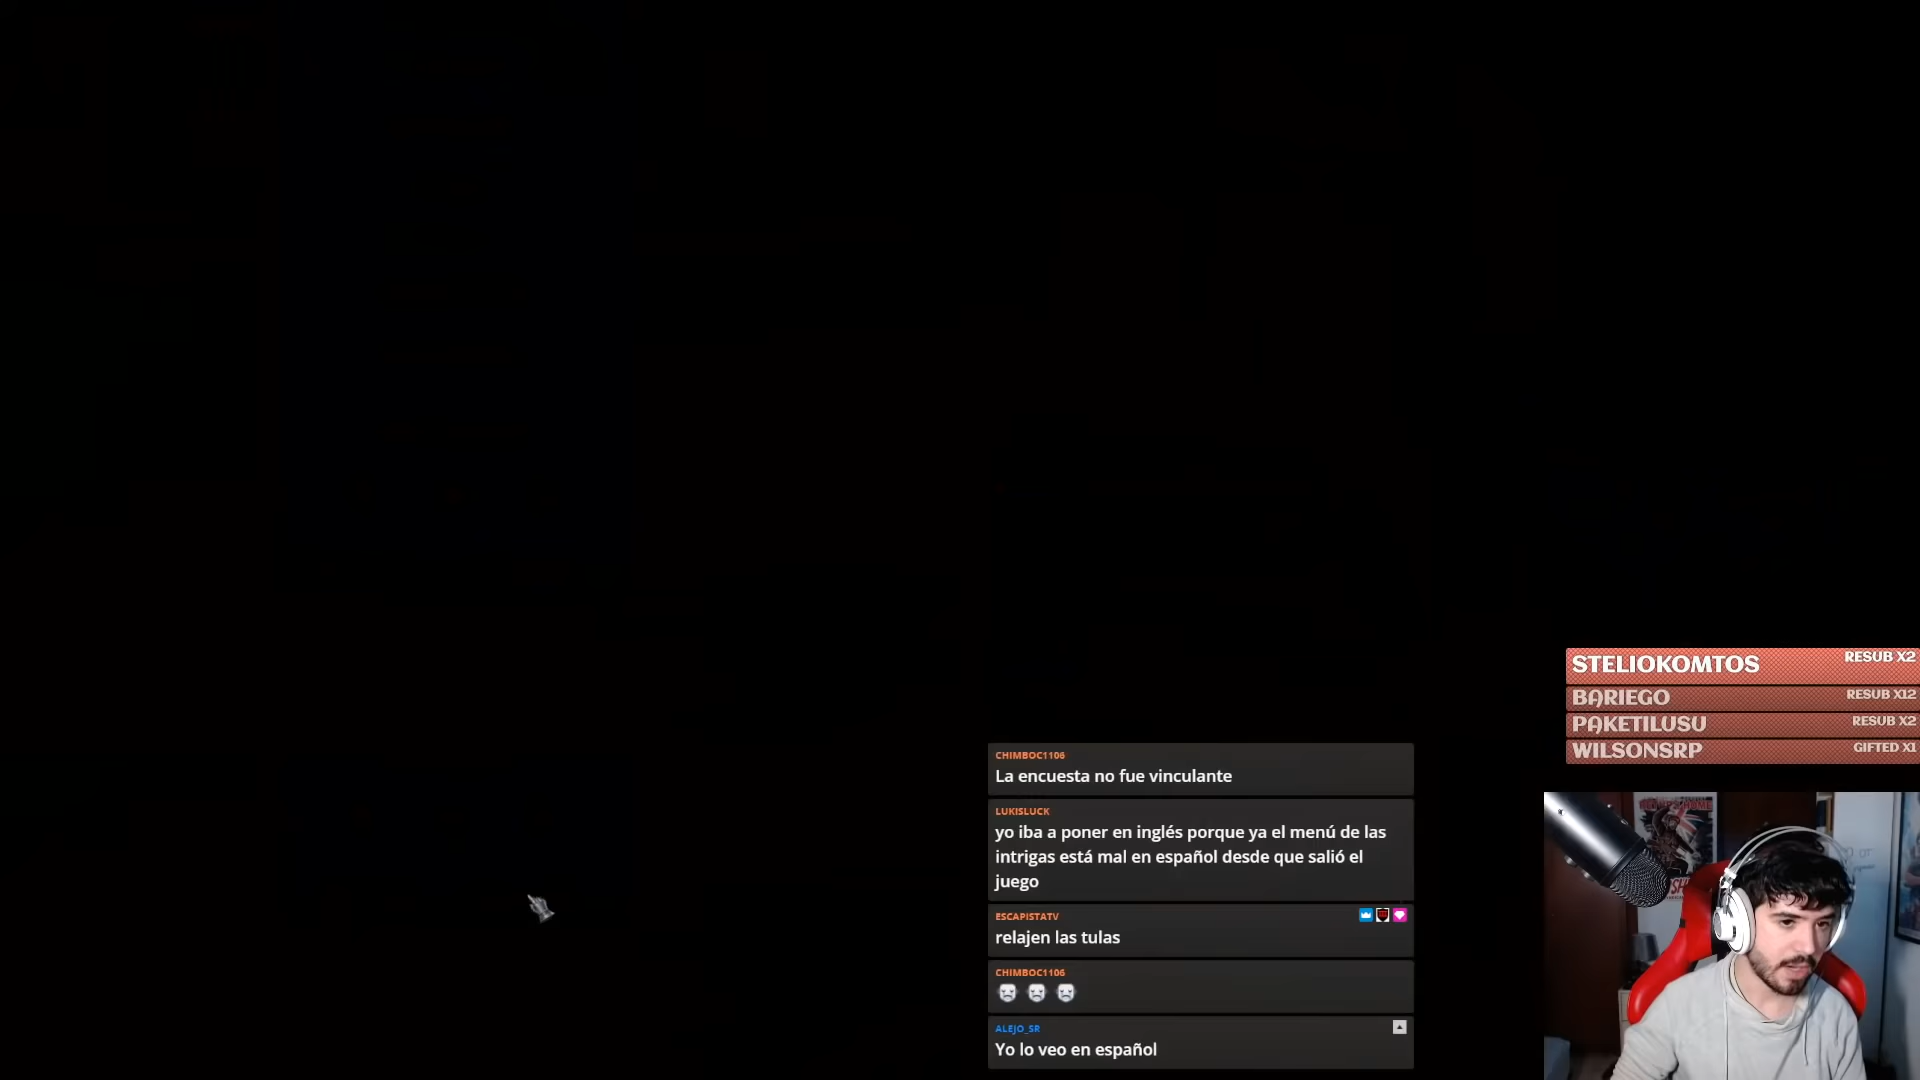 STELIOKOMTOS RESUB X2
BARIEGO RESUB X12
PAKETILUSU RESUB X2
WILSONSRP GIFTED X1
CHIMBOC1106
La encuesta no fue vinculante
LUKISLUCK
yo iba a poner en inglés porque ya el menú de las
intrigas está mal en español desde que salió el
juego
ESCAPISTATV
relajen las tulas
CHIMBOC1106
ALEJO_SR
Yo lo veo en español